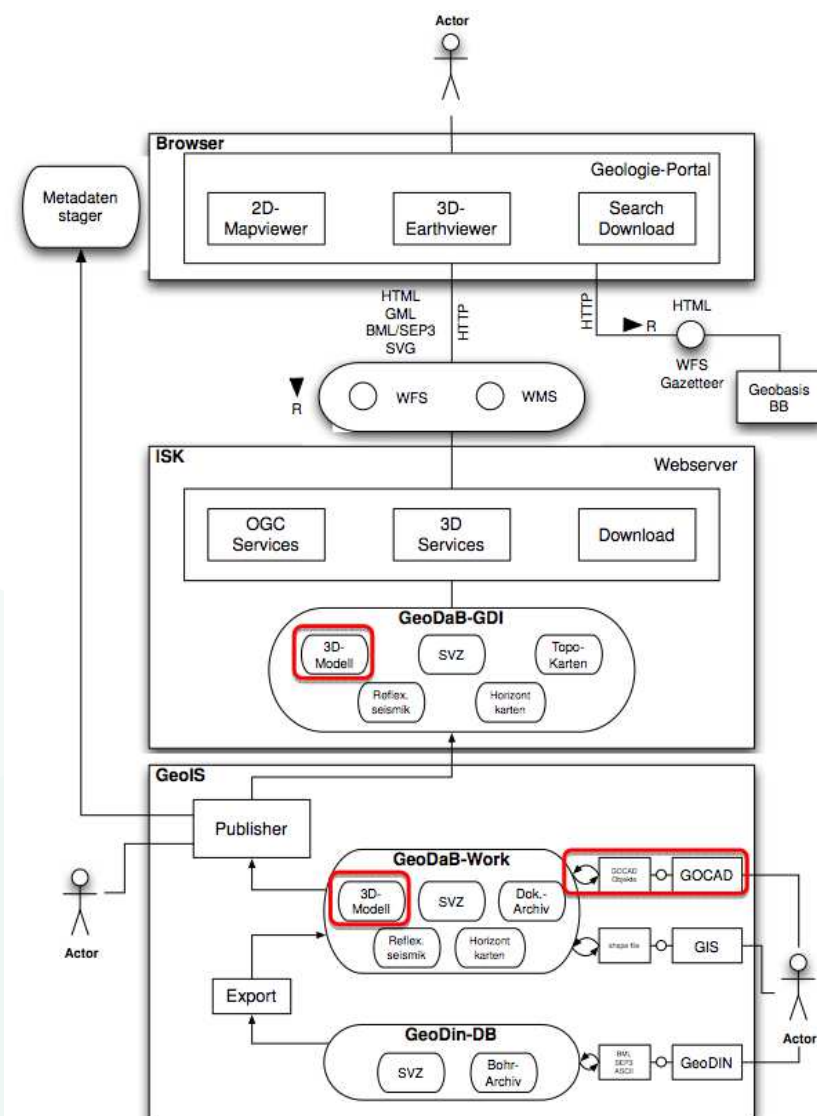 Actor
Browser
Geologie-Portal
Metadaten
stager
2D-
Mapviewer
3D-
Earthviewer
Search
Download
HTML
GML
BML/SEP3
SVG
HTTP
HTTP
R
HTML
WFS
Gazetteer
Geobasis
BB
R
WFS
WMS
ISK
Webserver
OGC
Services
3D
Services
Download
GeoDaB-GDI
3D-
Modell
SVZ
Topo-
Karten
Reflex.
seismik
Horizont
karten
GeoIS
Publisher
Actor
GeoDaB-Work
3D-
Modell
SVZ
Dok.-
Archiv
Reflex.
seismik
Horizont
karten
GOCAD
Objekte
GOCAD
shape file
GIS
Actor
Export
GeoDin-DB
SVZ
Bohr-
Archiv
BML
SEP3
ASCII
GeoDIN